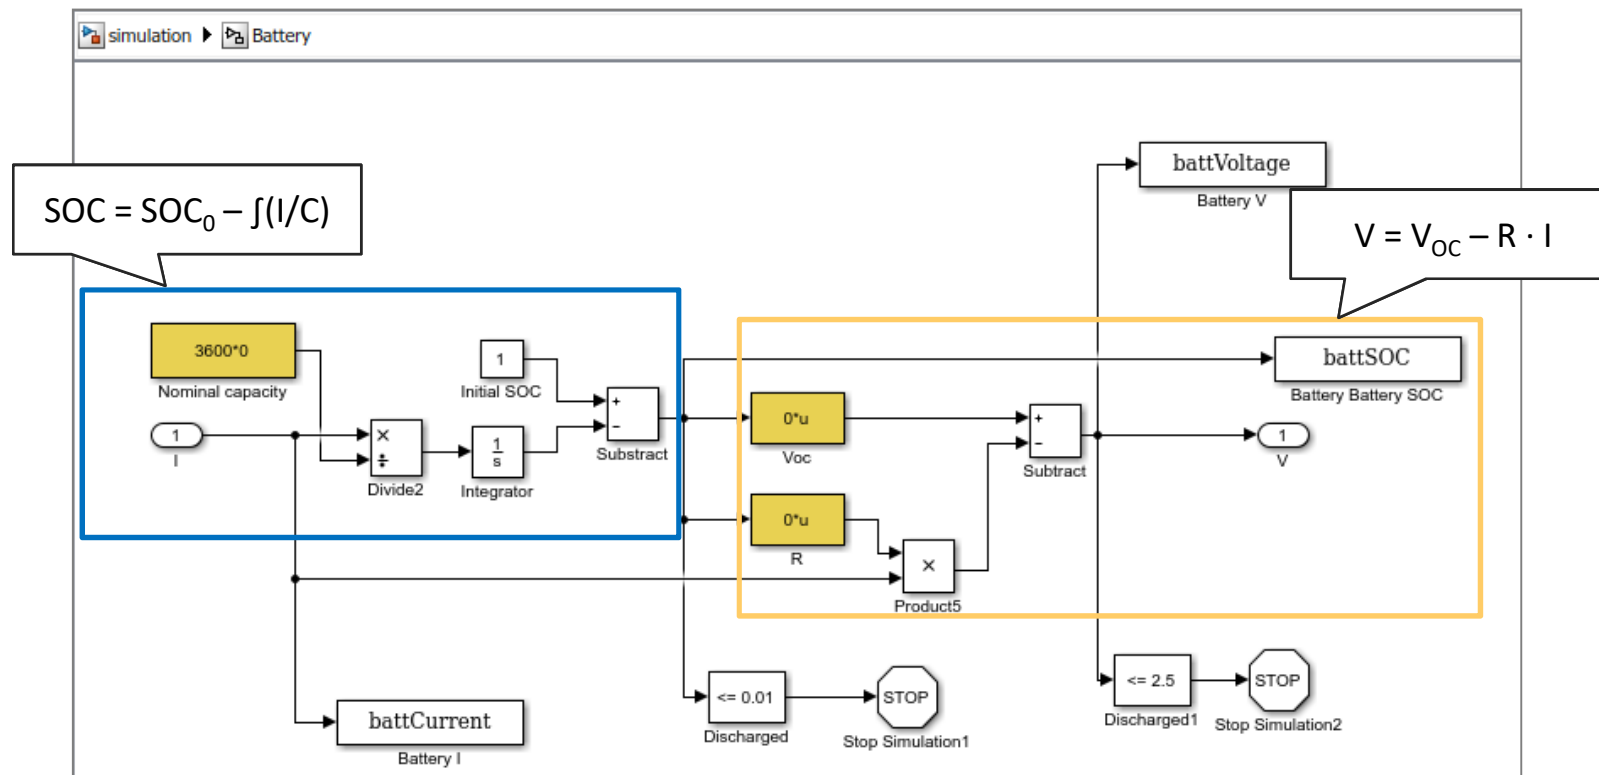 simulation ▶ Battery
battVoltage
Battery V
SOC = SOC₀ – ∫(I/C)
V = V_OC – R · I
3600*0
Nominal capacity
1
Initial SOC
battSOC
Battery Battery SOC
1
I
×
÷
Divide2
1
s
Integrator
+
−
Substract
0*u
Voc
+
−
Subtract
1
V
0*u
R
×
Product5
battCurrent
Battery I
<= 0.01
Discharged
STOP
Stop Simulation1
<= 2.5
Discharged1
STOP
Stop Simulation2